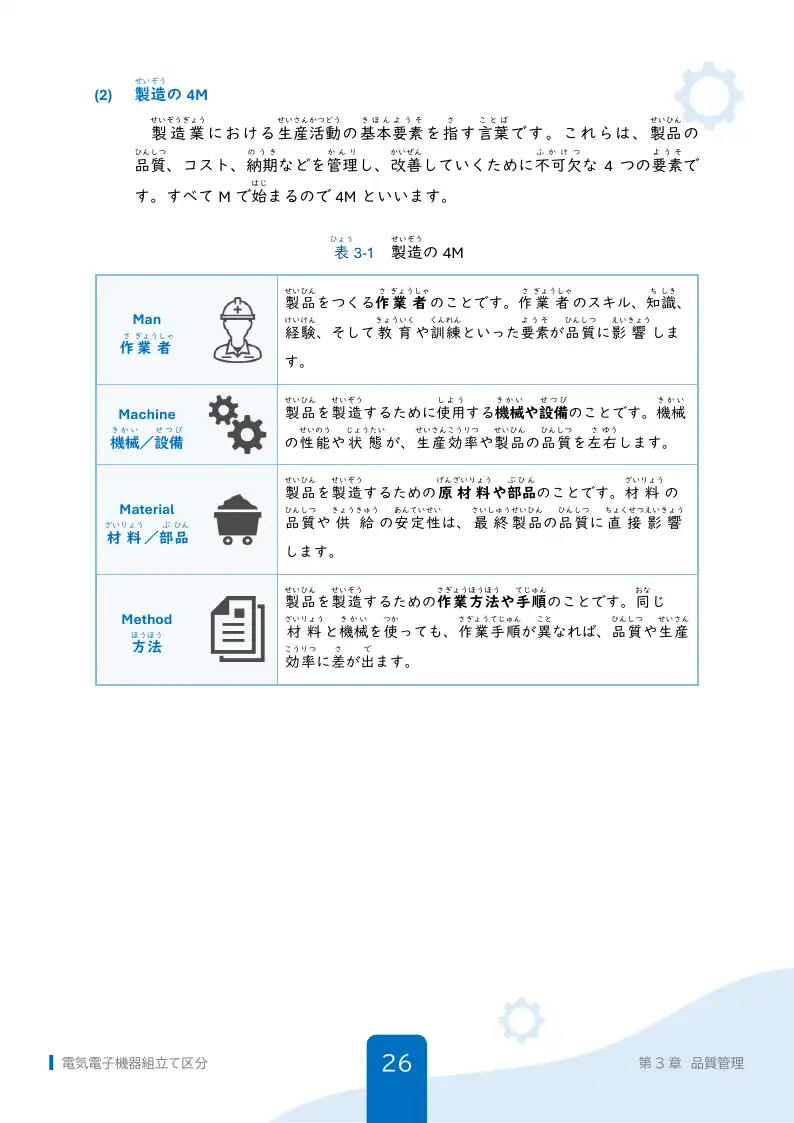 (2) 製造の 4M
製造業における生産活動の基本要素を指す言葉です。これらは、製品の
品質、コスト、納期などを管理し、改善していくために不可欠な 4 つの要素で
す。すべて M で始まるので 4M といいます。
表 3-1 製造の 4M
Man
作業者
製品をつくる作業者のことです。作業者のスキル、知識、
経験、そして教育や訓練といった要素が品質に影響しま
す。
Machine
機械／設備
製品を製造するために使用する機械や設備のことです。機械
の性能や状態が、生産効率や製品の品質を左右します。
Material
材料／部品
製品を製造するための原材料や部品のことです。材料の
品質や供給の安定性は、最終製品の品質に直接影響
します。
Method
方法
製品を製造するための作業方法や手順のことです。同じ
材料と機械を使っても、作業手順が異なれば、品質や生産
効率に差が出ます。
電気電子機器組立て区分
26
第 3 章 品質管理